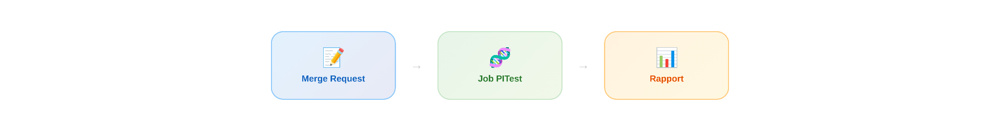 Merge Request
→
Job PITest
→
Rapport